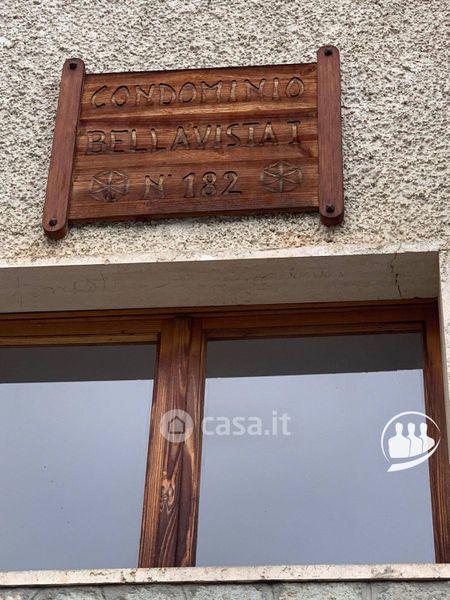 CONDOMINIO
BELLAVISTA I
N° 182
casa.it